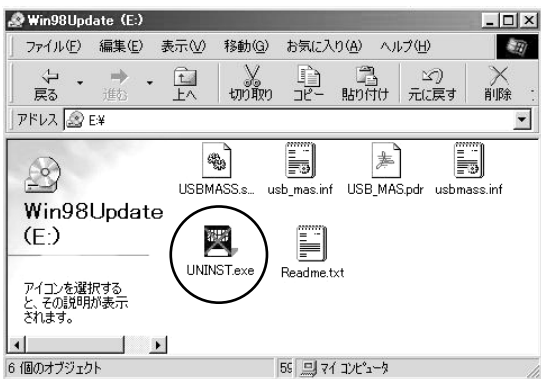 Win98Update (E:)
ファイル(F) 編集(E) 表示(V) 移動(G) お気に入り(A) ヘルプ(H)
戻る 進む 上へ 切り取り コピー 貼り付け 元に戻す 削除
アドレス E:¥
USBMASS.s... usb_mas.inf USB_MAS.pdr usbmass.inf
Win98Update
(E:)
UNINST.exe Readme.txt
アイコンを選択する
と、その説明が表示
されます。
6 個のオブジェクト マイ コンピュータ